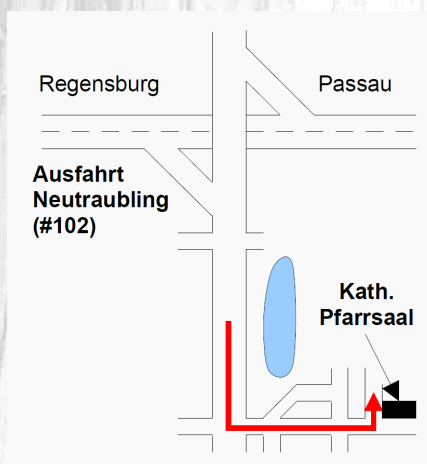 Regensburg
Passau
Ausfahrt
Neutraubling
(#102)
Kath.
Pfarrsaal